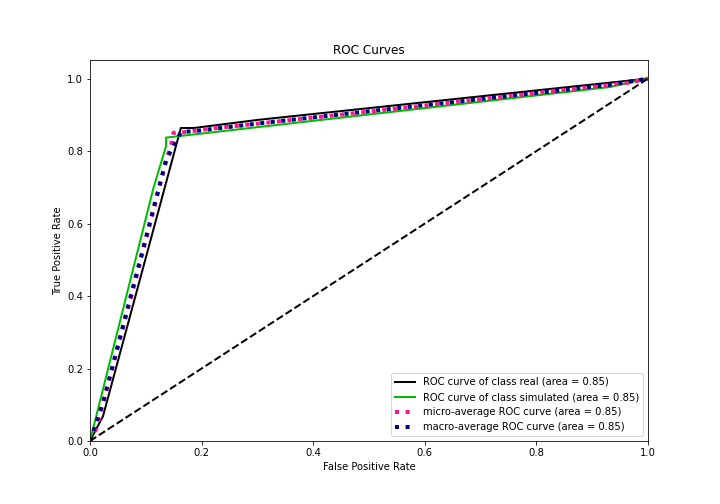 ROC Curves
True Positive Rate
1.0
0.8
0.6
0.4
0.2
0.0
0.0 0.2 0.4 0.6 0.8 1.0
False Positive Rate
ROC curve of class real (area = 0.85)
ROC curve of class simulated (area = 0.85)
micro-average ROC curve (area = 0.85)
macro-average ROC curve (area = 0.85)